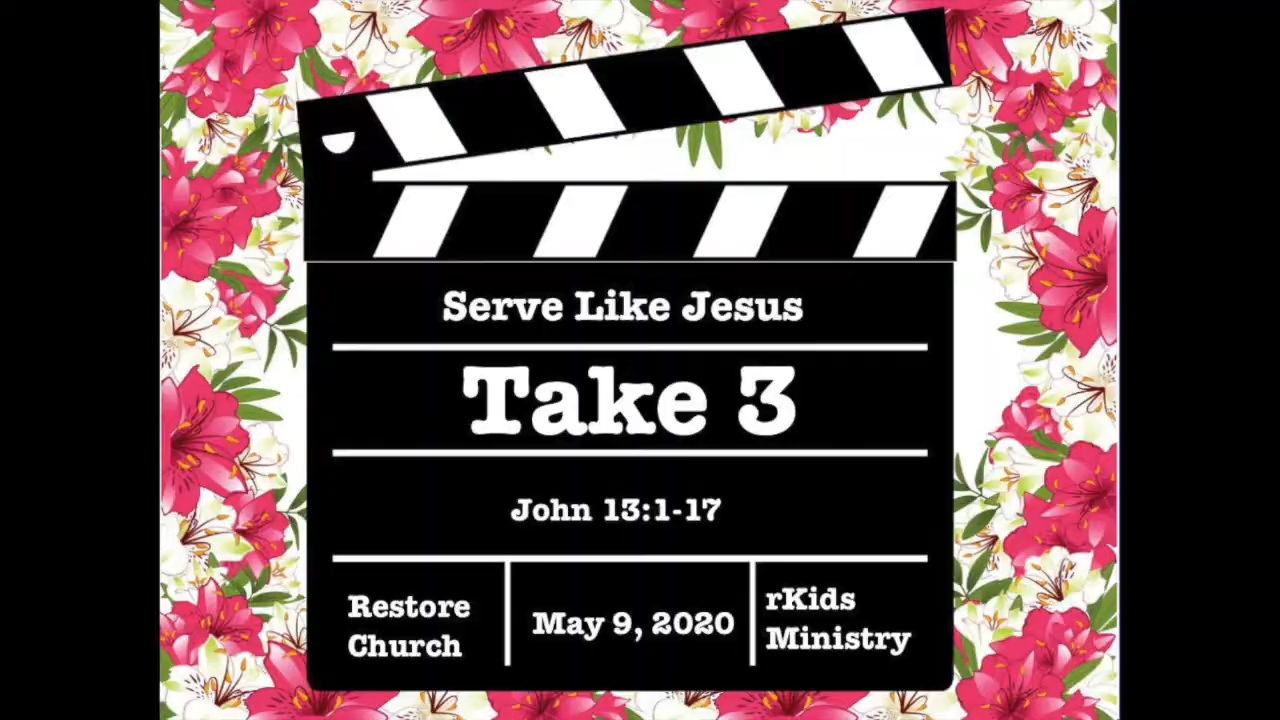 Serve Like Jesus
Take 3
John 13:1-17
Restore
Church
May 9, 2020
rKids
Ministry